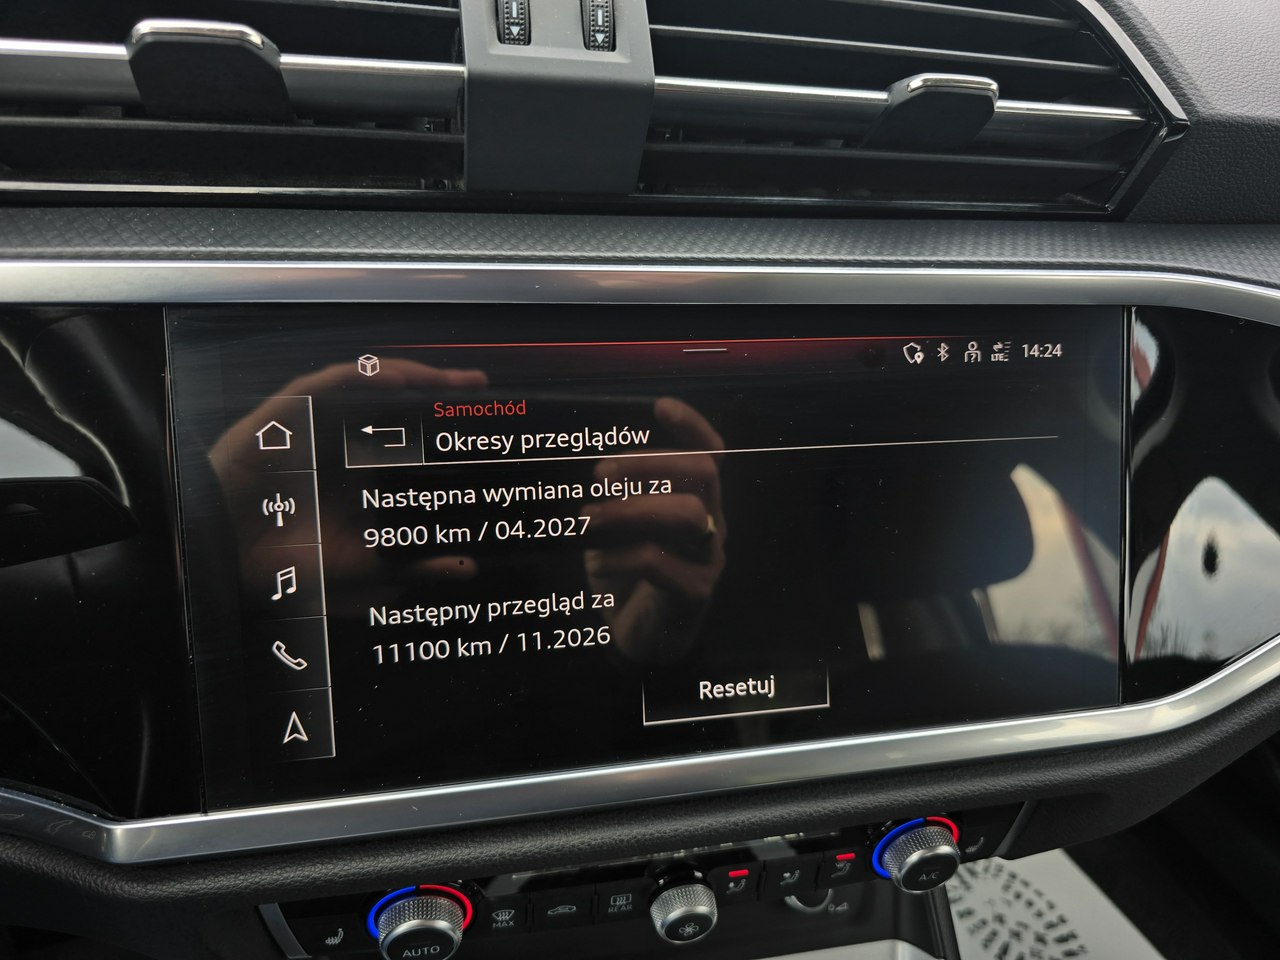 LTE
14:24
Samochód
Okresy przeglądów
Następna wymiana oleju za
9800 km / 04.2027
Następny przegląd za
11100 km / 11.2026
Resetuj
AUTO
MAX
REAR
A/C